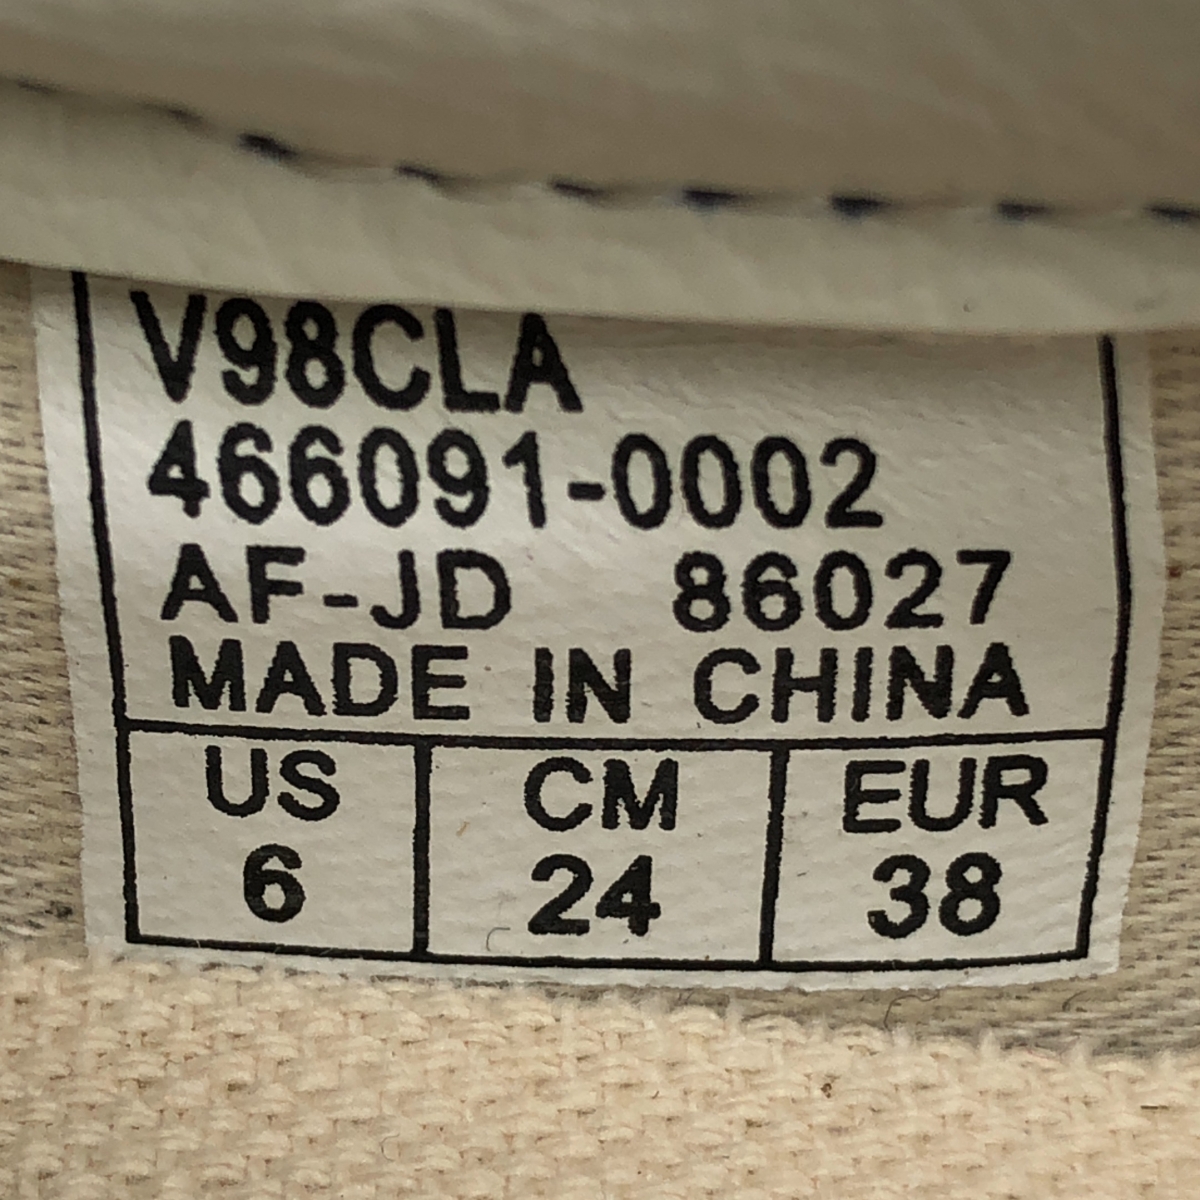 V98CLA
466091-0002
AF-JD 86027
MADE IN CHINA
US CM EUR
6 24 38